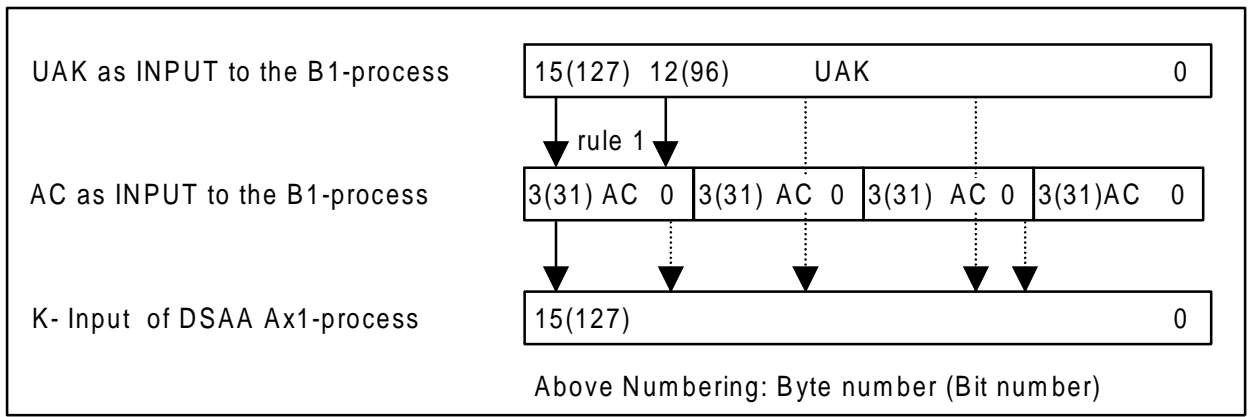 UAK as INPUT to the B1-process 15(127) 12(96) UAK 0
rule 1
AC as INPUT to the B1-process 3(31) AC 0 3(31) AC 0 3(31) AC 0 3(31)AC 0
K- Input of DSAA Ax1-process 15(127) 0
Above Numbering: Byte number (Bit number)